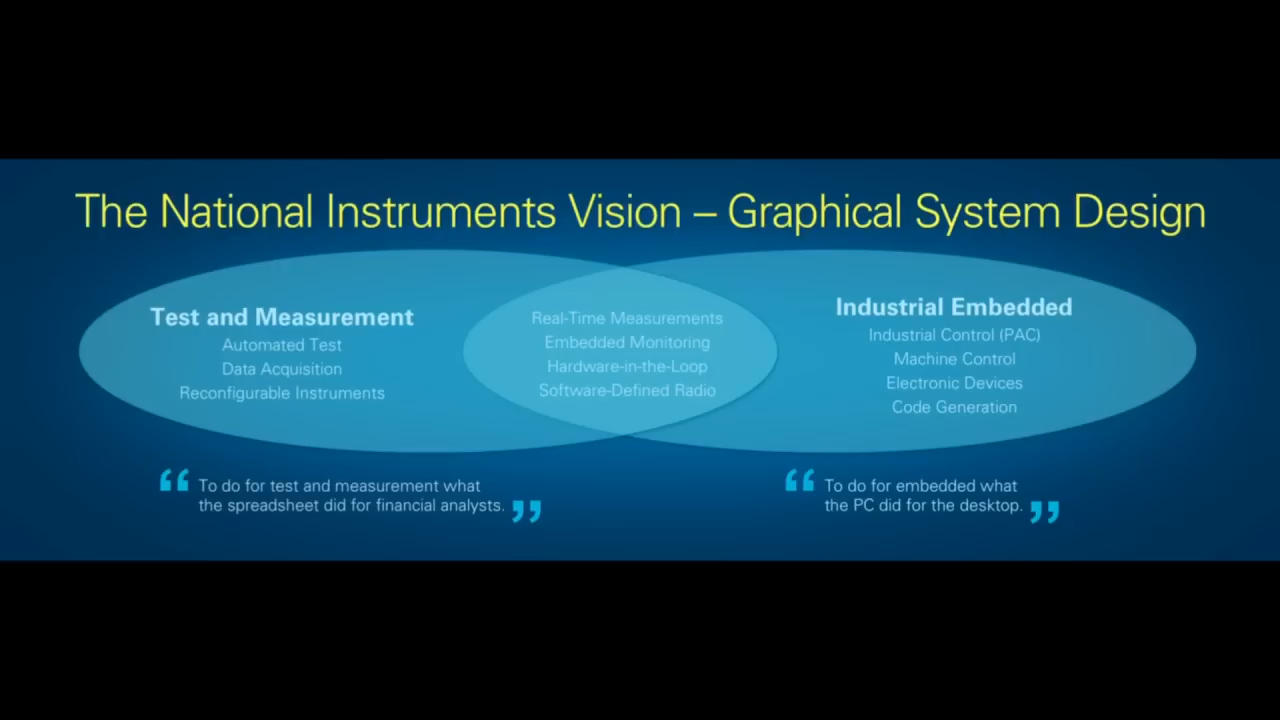 The National Instruments Vision – Graphical System Design
Test and Measurement
Automated Test
Data Acquisition
Reconfigurable Instruments
Real-Time Measurements
Embedded Monitoring
Hardware-in-the-Loop
Software-Defined Radio
Industrial Embedded
Industrial Control (PAC)
Machine Control
Electronic Devices
Code Generation
“ To do for test and measurement what
the spreadsheet did for financial analysts. ”
“ To do for embedded what
the PC did for the desktop. ”